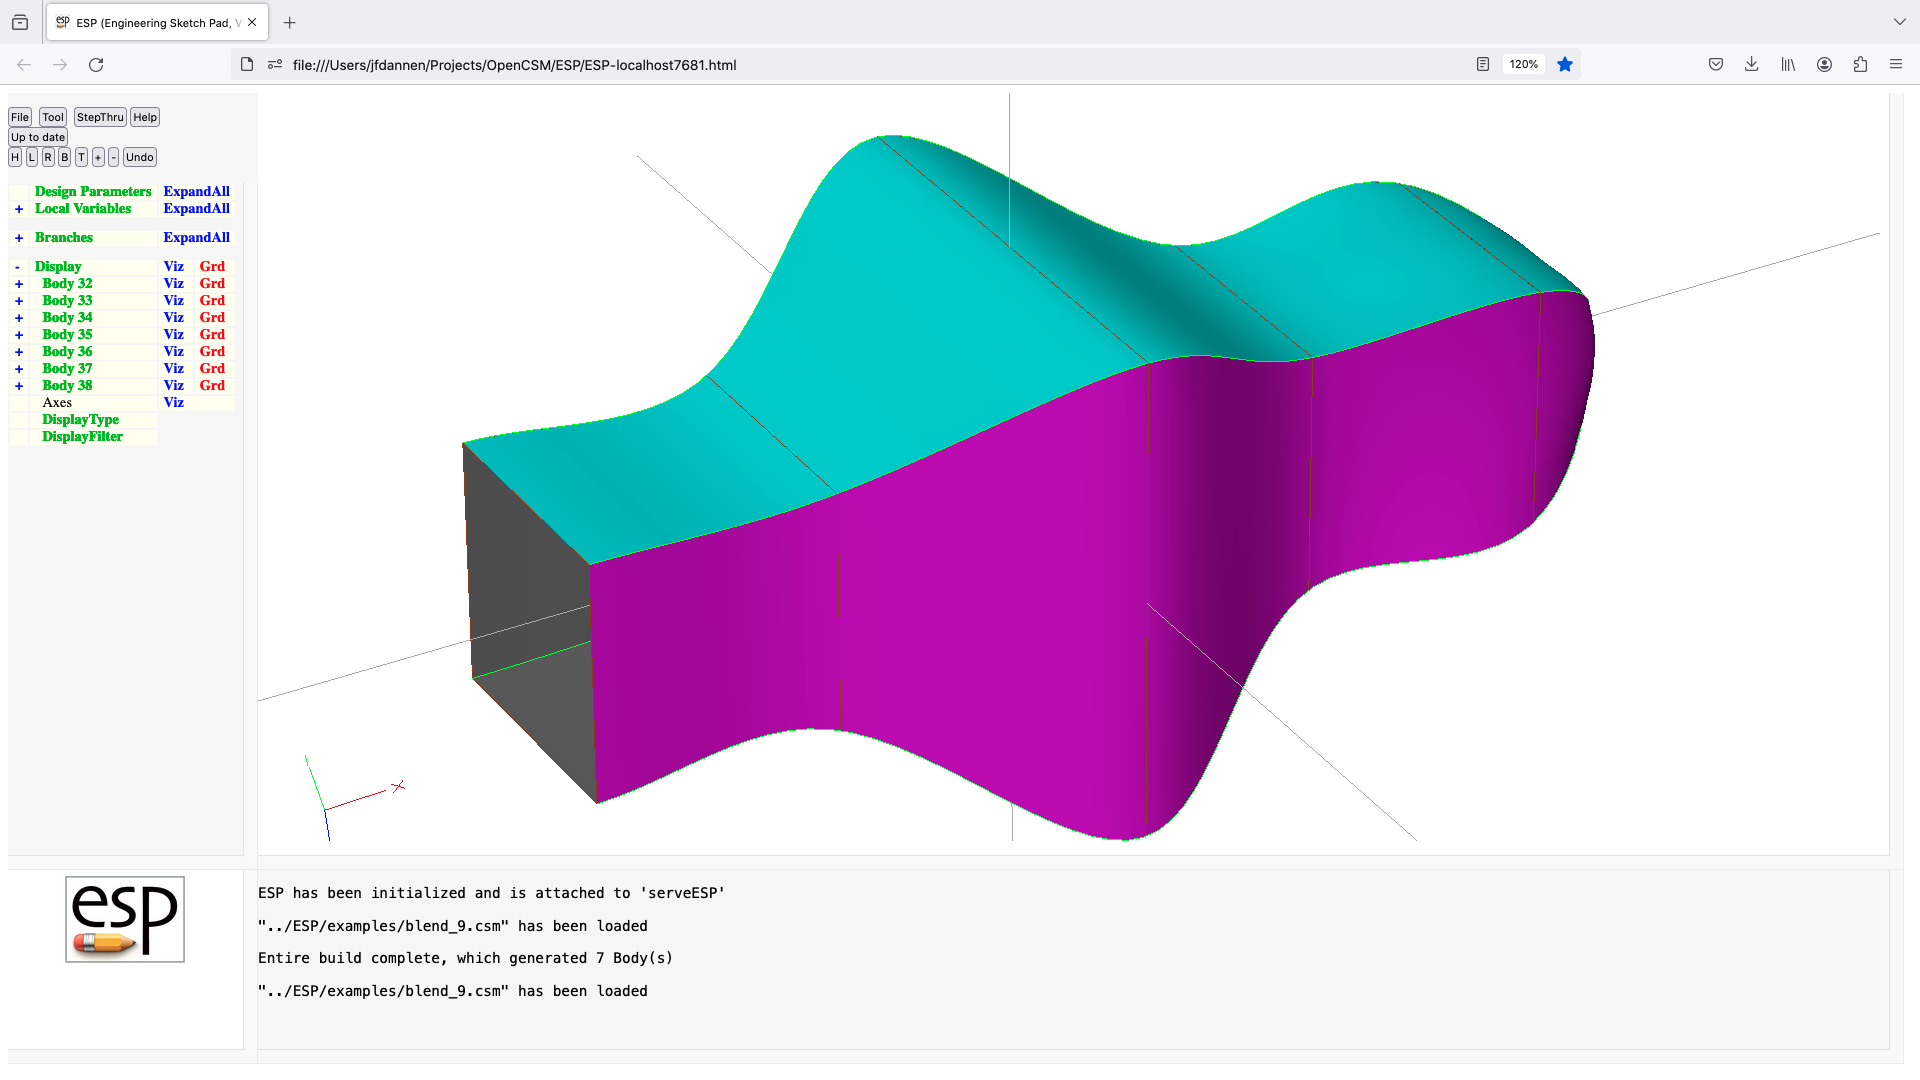 ESP (Engineering Sketch Pad, V
file:///Users/jfdannen/Projects/OpenCSM/ESP/ESP-localhost7681.html 120%
File Tool StepThru Help
Up to date
H L R B T + - Undo
Design Parameters ExpandAll
+ Local Variables ExpandAll
+ Branches ExpandAll
- Display Viz Grd
+ Body 32 Viz Grd
+ Body 33 Viz Grd
+ Body 34 Viz Grd
+ Body 35 Viz Grd
+ Body 36 Viz Grd
+ Body 37 Viz Grd
+ Body 38 Viz Grd
Axes Viz
DisplayType
DisplayFilter
X
esp
ESP has been initialized and is attached to 'serveESP'
"../ESP/examples/blend_9.csm" has been loaded
Entire build complete, which generated 7 Body(s)
"../ESP/examples/blend_9.csm" has been loaded